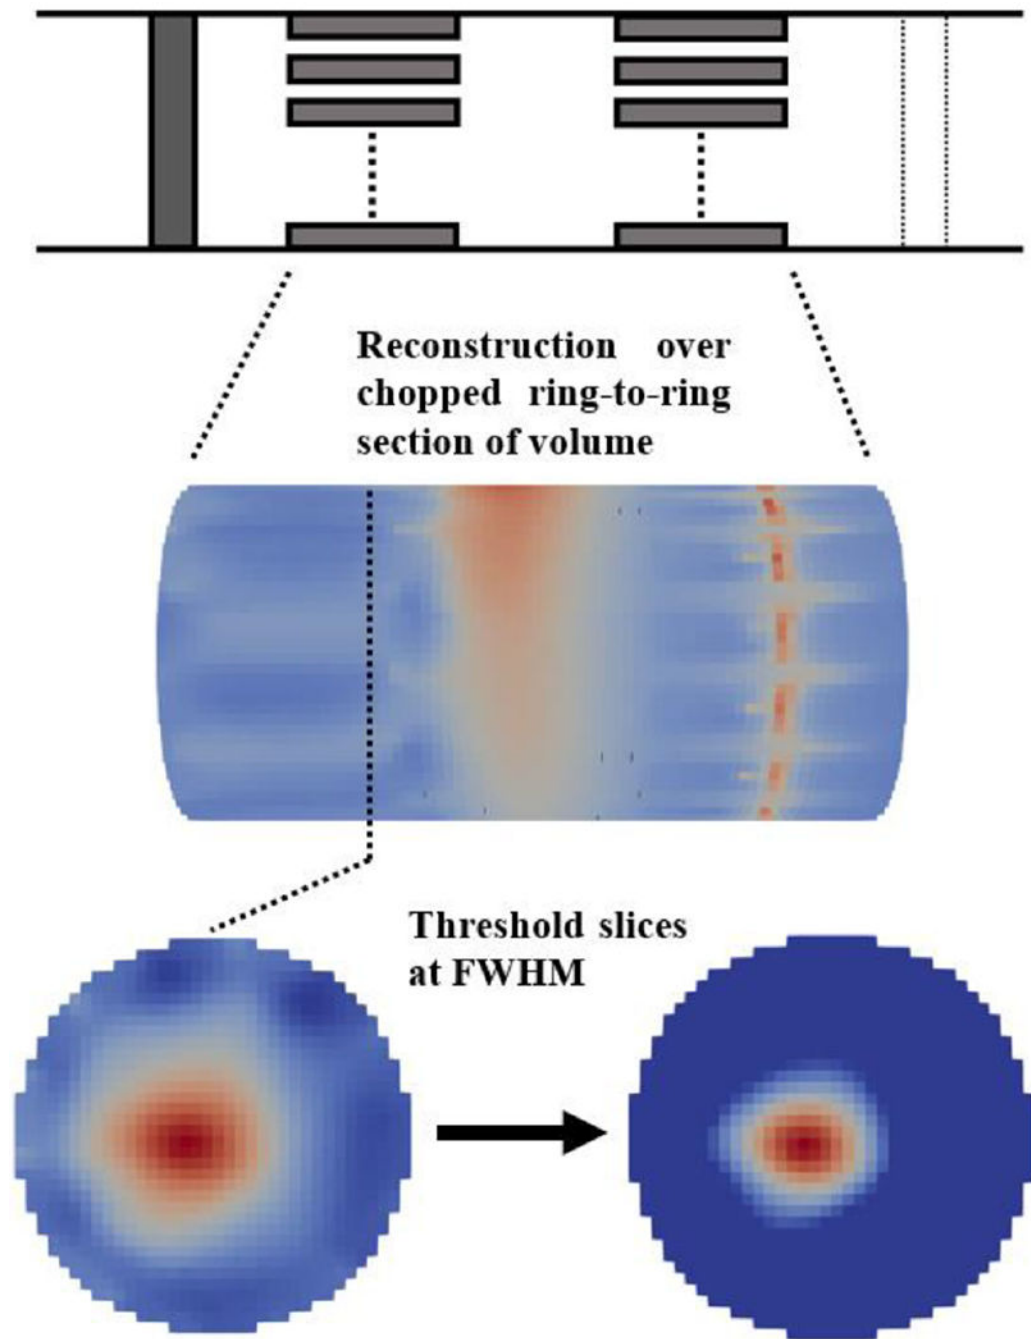 Reconstruction over
chopped ring-to-ring
section of volume
Threshold slices
at FWHM